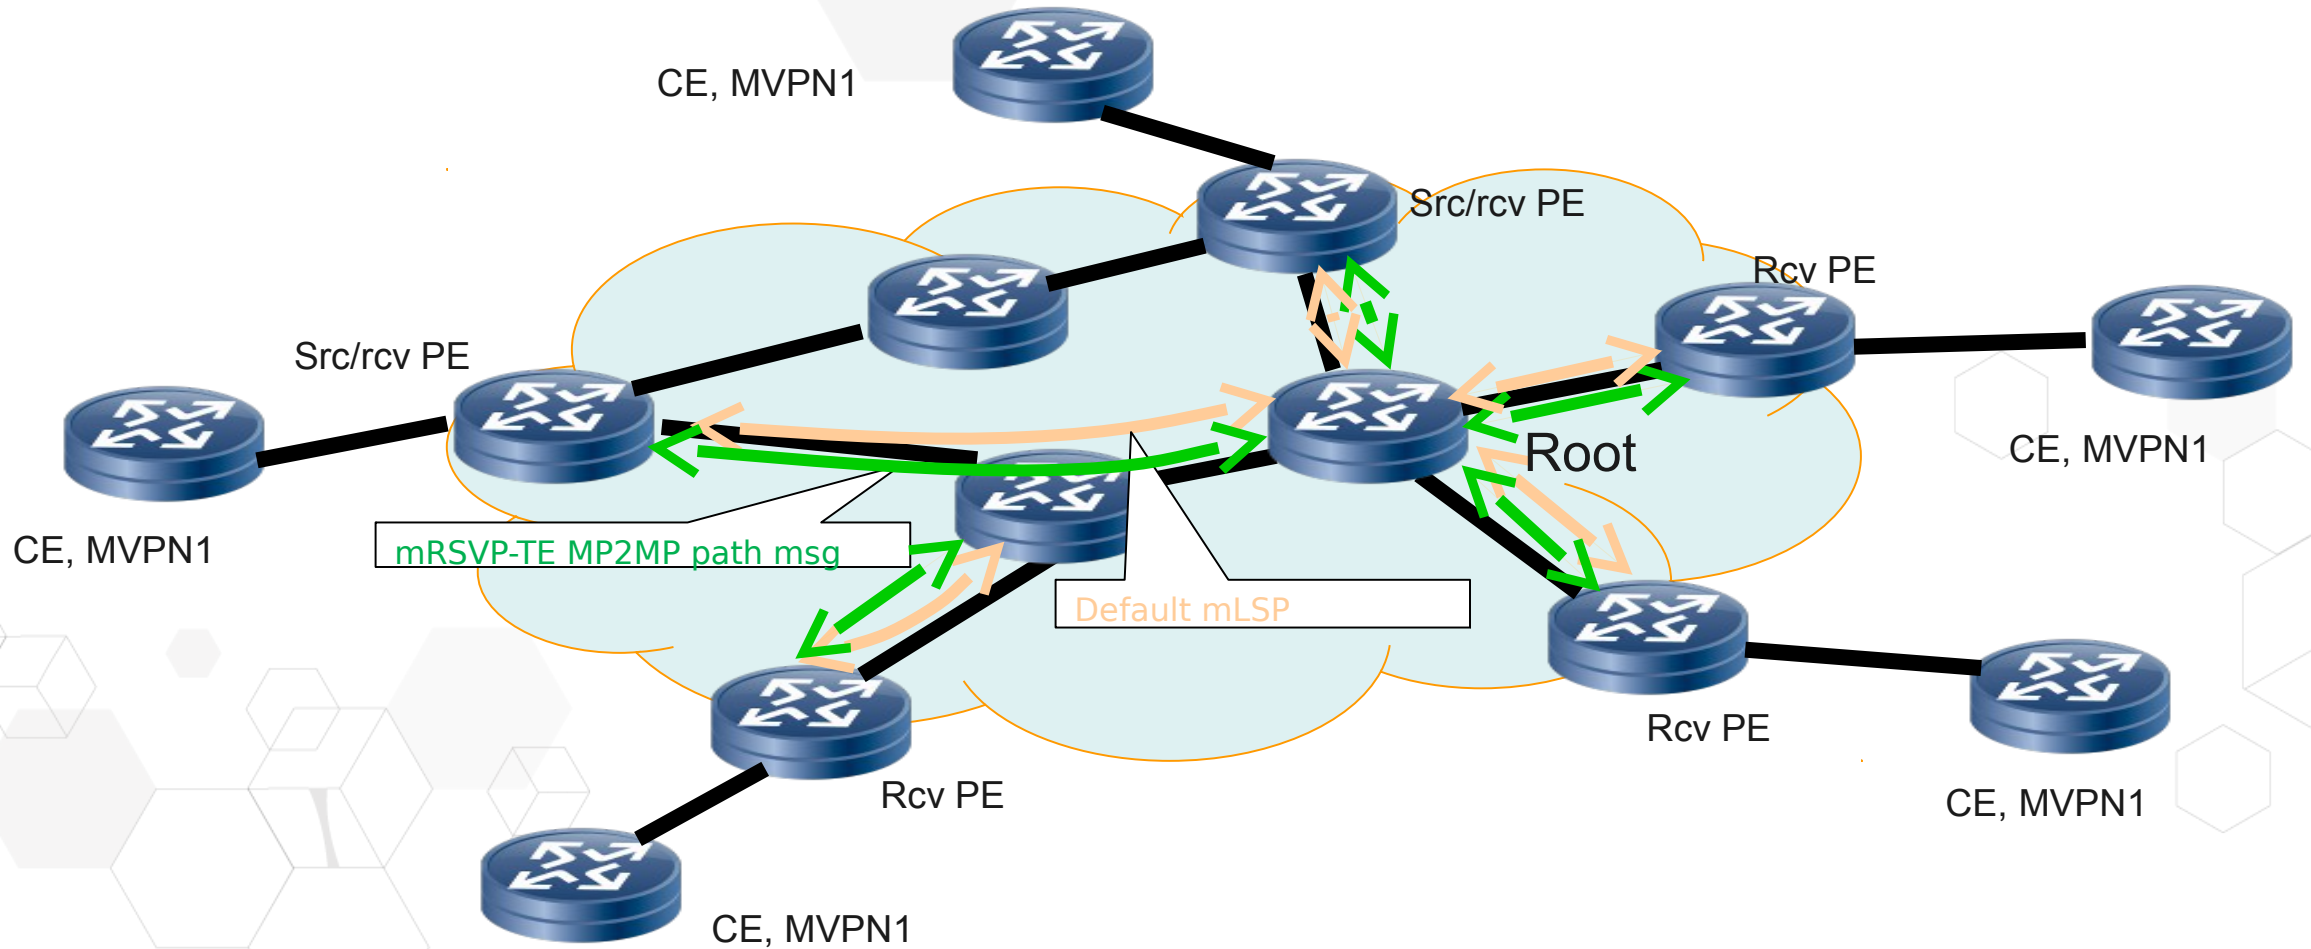 CE, MVPN1
Src/rcv PE
Rcv PE
Src/rcv PE
CE, MVPN1
Root
CE, MVPN1
mRSVP-TE MP2MP path msg
Default mLSP
Rcv PE
Rcv PE
CE, MVPN1
CE, MVPN1